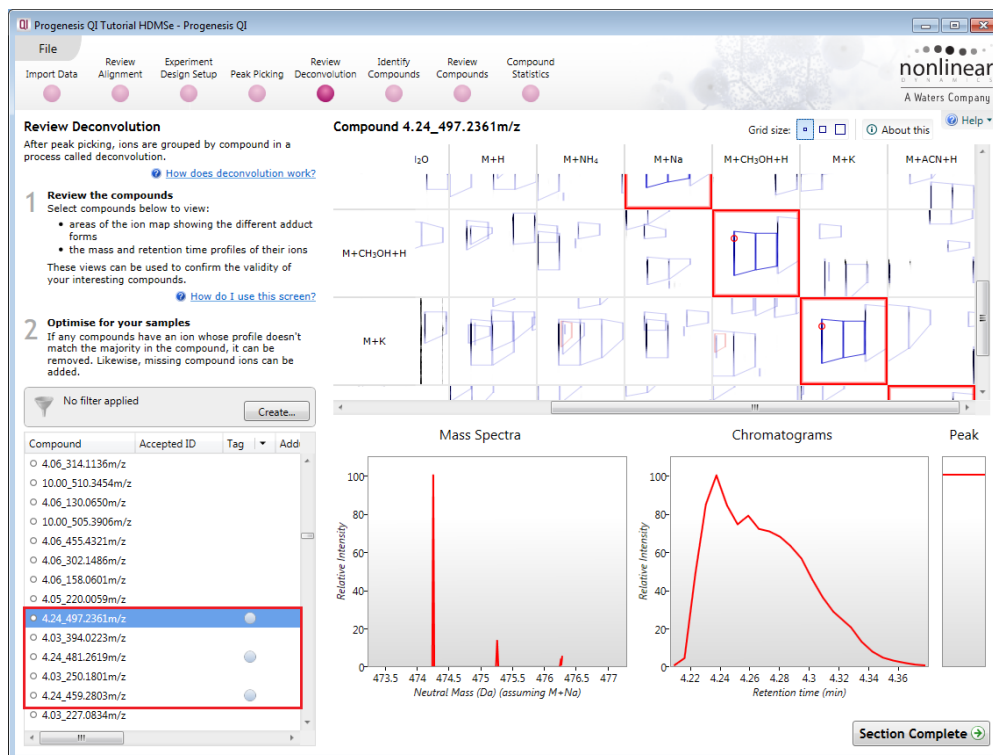 Progenesis QI Tutorial HDMSe - Progenesis QI
File
Import Data
Review Alignment
Experiment Design Setup
Peak Picking
Review Deconvolution
Identify Compounds
Review Compounds
Compound Statistics
nonlinear
DYNAMICS
A Waters Company
Review Deconvolution
After peak picking, ions are grouped by compound in a
process called deconvolution.
How does deconvolution work?
1 Review the compounds
Select compounds below to view:
• areas of the ion map showing the different adduct
forms
• the mass and retention time profiles of their ions
These views can be used to confirm the validity of
your interesting compounds.
How do I use this screen?
2 Optimise for your samples
If any compounds have an ion whose profile doesn't
match the majority in the compound, it can be
removed. Likewise, missing compound ions can be
added.
No filter applied
Create...
Compound Accepted ID Tag Addu
4.06_314.1136m/z
10.00_510.3454m/z
4.06_130.0650m/z
10.00_505.3906m/z
4.06_455.4321m/z
4.06_302.1486m/z
4.06_158.0601m/z
4.05_220.0059m/z
4.24_497.2361m/z
4.03_394.0223m/z
4.24_481.2619m/z
4.03_250.1801m/z
4.24_459.2803m/z
4.03_227.0834m/z
Compound 4.24_497.2361m/z
Grid size:
About this
Help
I₂O M+H M+NH₄ M+Na M+CH₃OH+H M+K M+ACN+H
M+CH₃OH+H
M+K
Mass Spectra
Relative Intensity
100
80
60
40
20
0
473.5 474 474.5 475 475.5 476 476.5 477
Neutral Mass (Da) (assuming M+Na)
Chromatograms
Relative Intensity
100
80
60
40
20
0
4.22 4.24 4.26 4.28 4.3 4.32 4.34 4.36
Retention time (min)
Peak
Section Complete